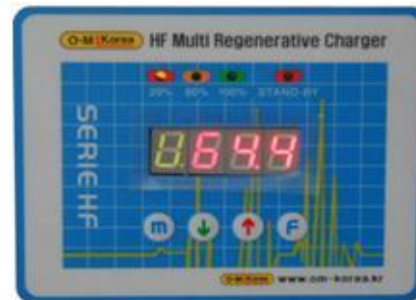 O-M Korea HF Multi Regenerative Charger
20% 80% 100% STAND-BY
SERIE HF
U.64.4
m F
O-M Korea www.om-korea.kr